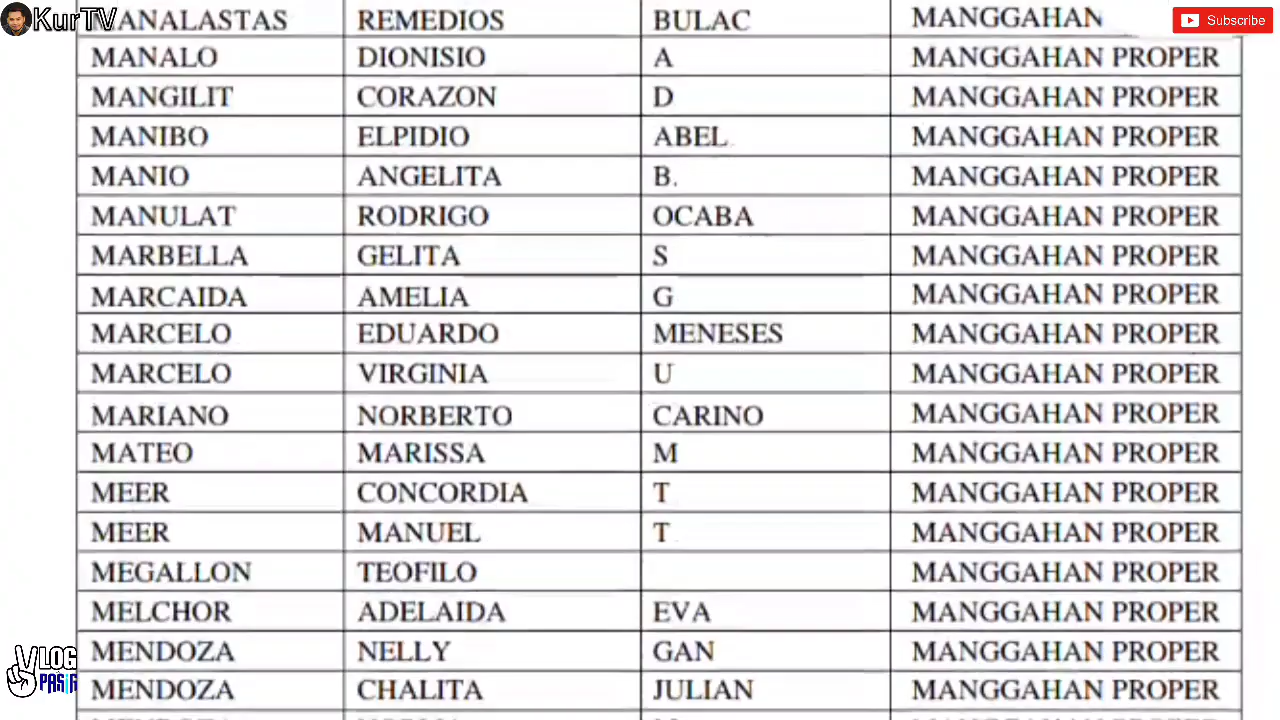 KurTV
MANALASTAS REMEDIOS BULAC MANGGAHAN
Subscribe
MANALO DIONISIO A MANGGAHAN PROPER
MANGILIT CORAZON D MANGGAHAN PROPER
MANIBO ELPIDIO ABEL MANGGAHAN PROPER
MANIO ANGELITA B. MANGGAHAN PROPER
MANULAT RODRIGO OCABA MANGGAHAN PROPER
MARBELLA GELITA S MANGGAHAN PROPER
MARCAIDA AMELIA G MANGGAHAN PROPER
MARCELO EDUARDO MENESES MANGGAHAN PROPER
MARCELO VIRGINIA U MANGGAHAN PROPER
MARIANO NORBERTO CARINO MANGGAHAN PROPER
MATEO MARISSA M MANGGAHAN PROPER
MEER CONCORDIA T MANGGAHAN PROPER
MEER MANUEL T MANGGAHAN PROPER
MEGALLON TEOFILO MANGGAHAN PROPER
MELCHOR ADELAIDA EVA MANGGAHAN PROPER
MENDOZA NELLY GAN MANGGAHAN PROPER
VLOG
MENDOZA CHALITA JULIAN MANGGAHAN PROPER